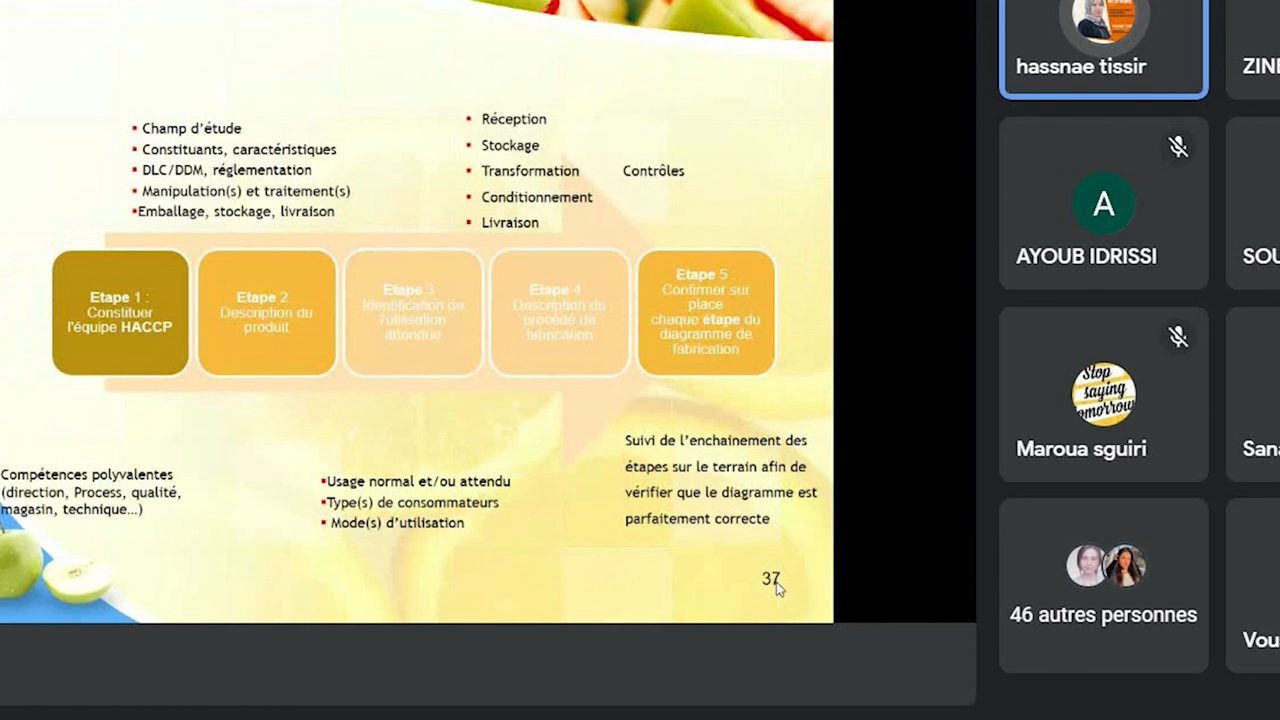 ▪ Champ d’étude
▪ Constituants, caractéristiques
▪ DLC/DDM, réglementation
▪ Manipulation(s) et traitement(s)
▪Emballage, stockage, livraison
▪ Réception
▪ Stockage
▪ Transformation Contrôles
▪ Conditionnement
▪ Livraison
Etape 1 :
Constituer
l'équipe HACCP
Etape 2
Description du
produit
Etape 3
Identification de
l'utilisation
attendue
Etape 4
Description du
procédé de
fabrication
Etape 5 :
Confirmer sur
place
chaque étape du
diagramme de
fabrication
Compétences polyvalentes
(direction, Process, qualité,
magasin, technique…)
▪Usage normal et/ou attendu
▪Type(s) de consommateurs
▪ Mode(s) d’utilisation
Suivi de l’enchainement des
étapes sur le terrain afin de
vérifier que le diagramme est
parfaitement correcte
37
hassnae tissir
A
AYOUB IDRISSI
Stop
saying
tomorrow
Maroua sguiri
46 autres personnes
ZIN
SOU
Sana
Vou